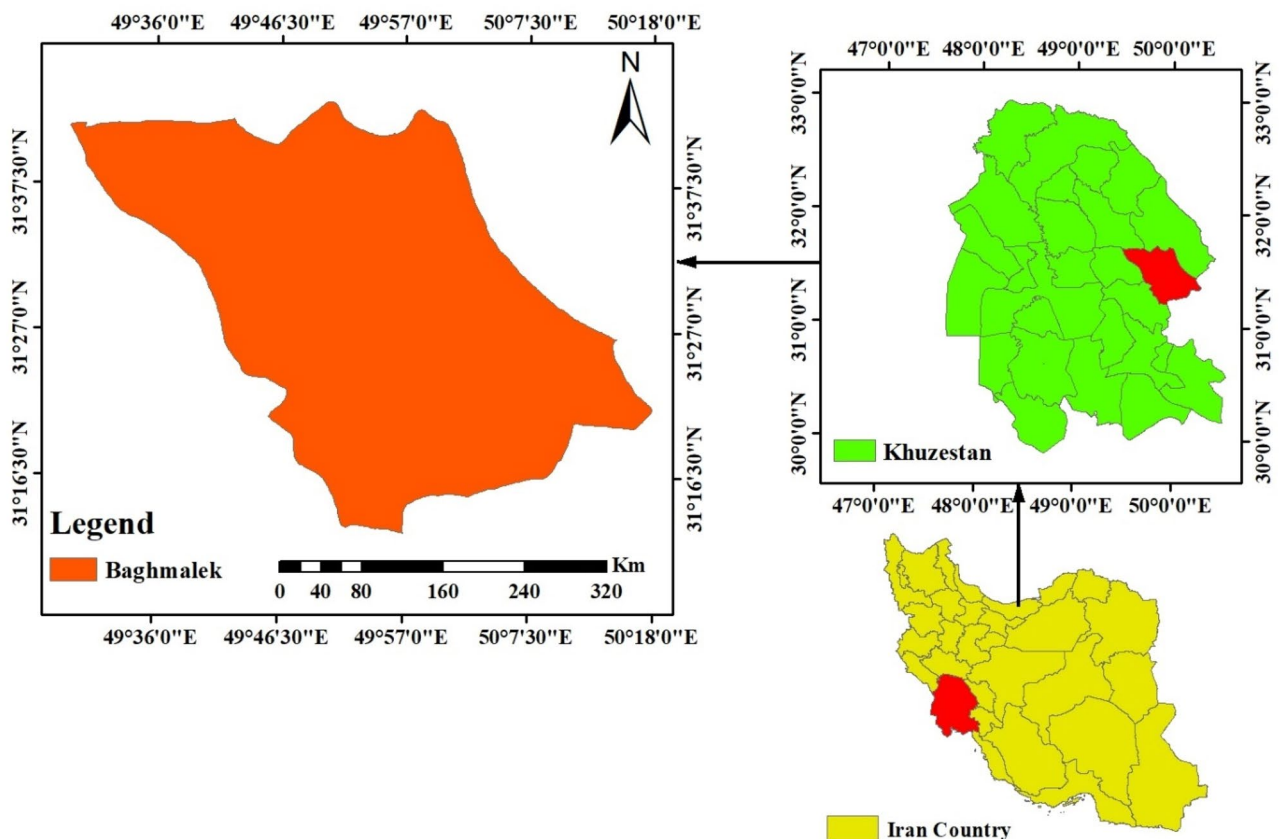 49°36'0"E 49°46'30"E 49°57'0"E 50°7'30"E 50°18'0"E
N
31°37'30"N
31°27'0"N
31°16'30"N
31°37'30"N
31°27'0"N
31°16'30"N
Legend
Baghmalek
0 40 80 160 240 320 Km
49°36'0"E 49°46'30"E 49°57'0"E 50°7'30"E 50°18'0"E
47°0'0"E 48°0'0"E 49°0'0"E 50°0'0"E
33°0'0"N
32°0'0"N
31°0'0"N
30°0'0"N
33°0'0"N
32°0'0"N
31°0'0"N
30°0'0"N
Khuzestan
47°0'0"E 48°0'0"E 49°0'0"E 50°0'0"E
Iran Country